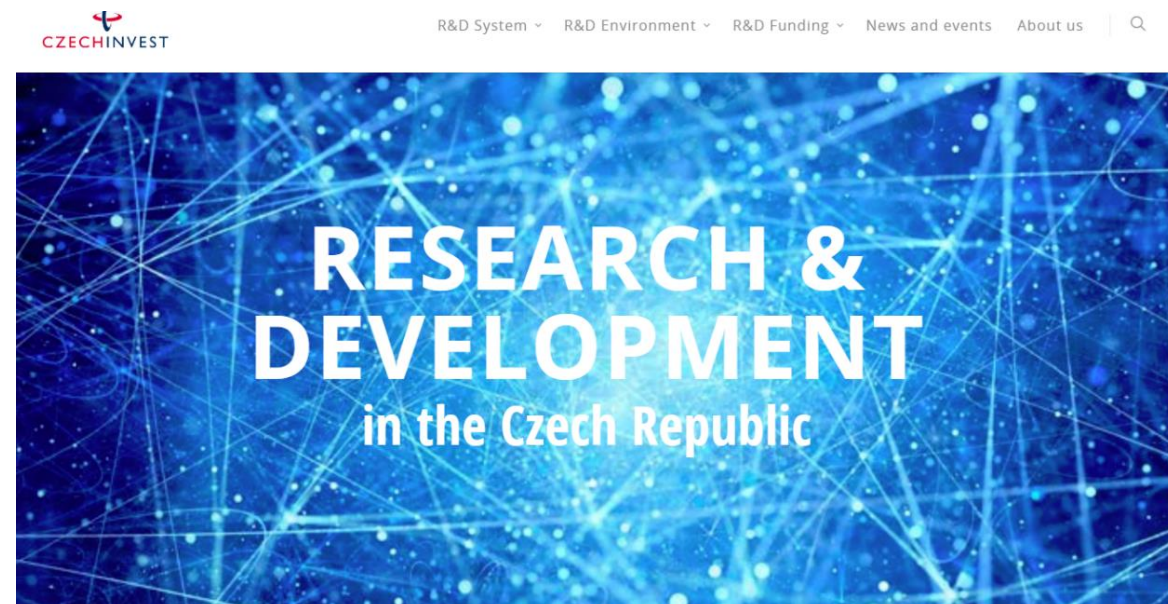 CZECHINVEST
R&D System R&D Environment R&D Funding News and events About us
RESEARCH &
DEVELOPMENT
in the Czech Republic